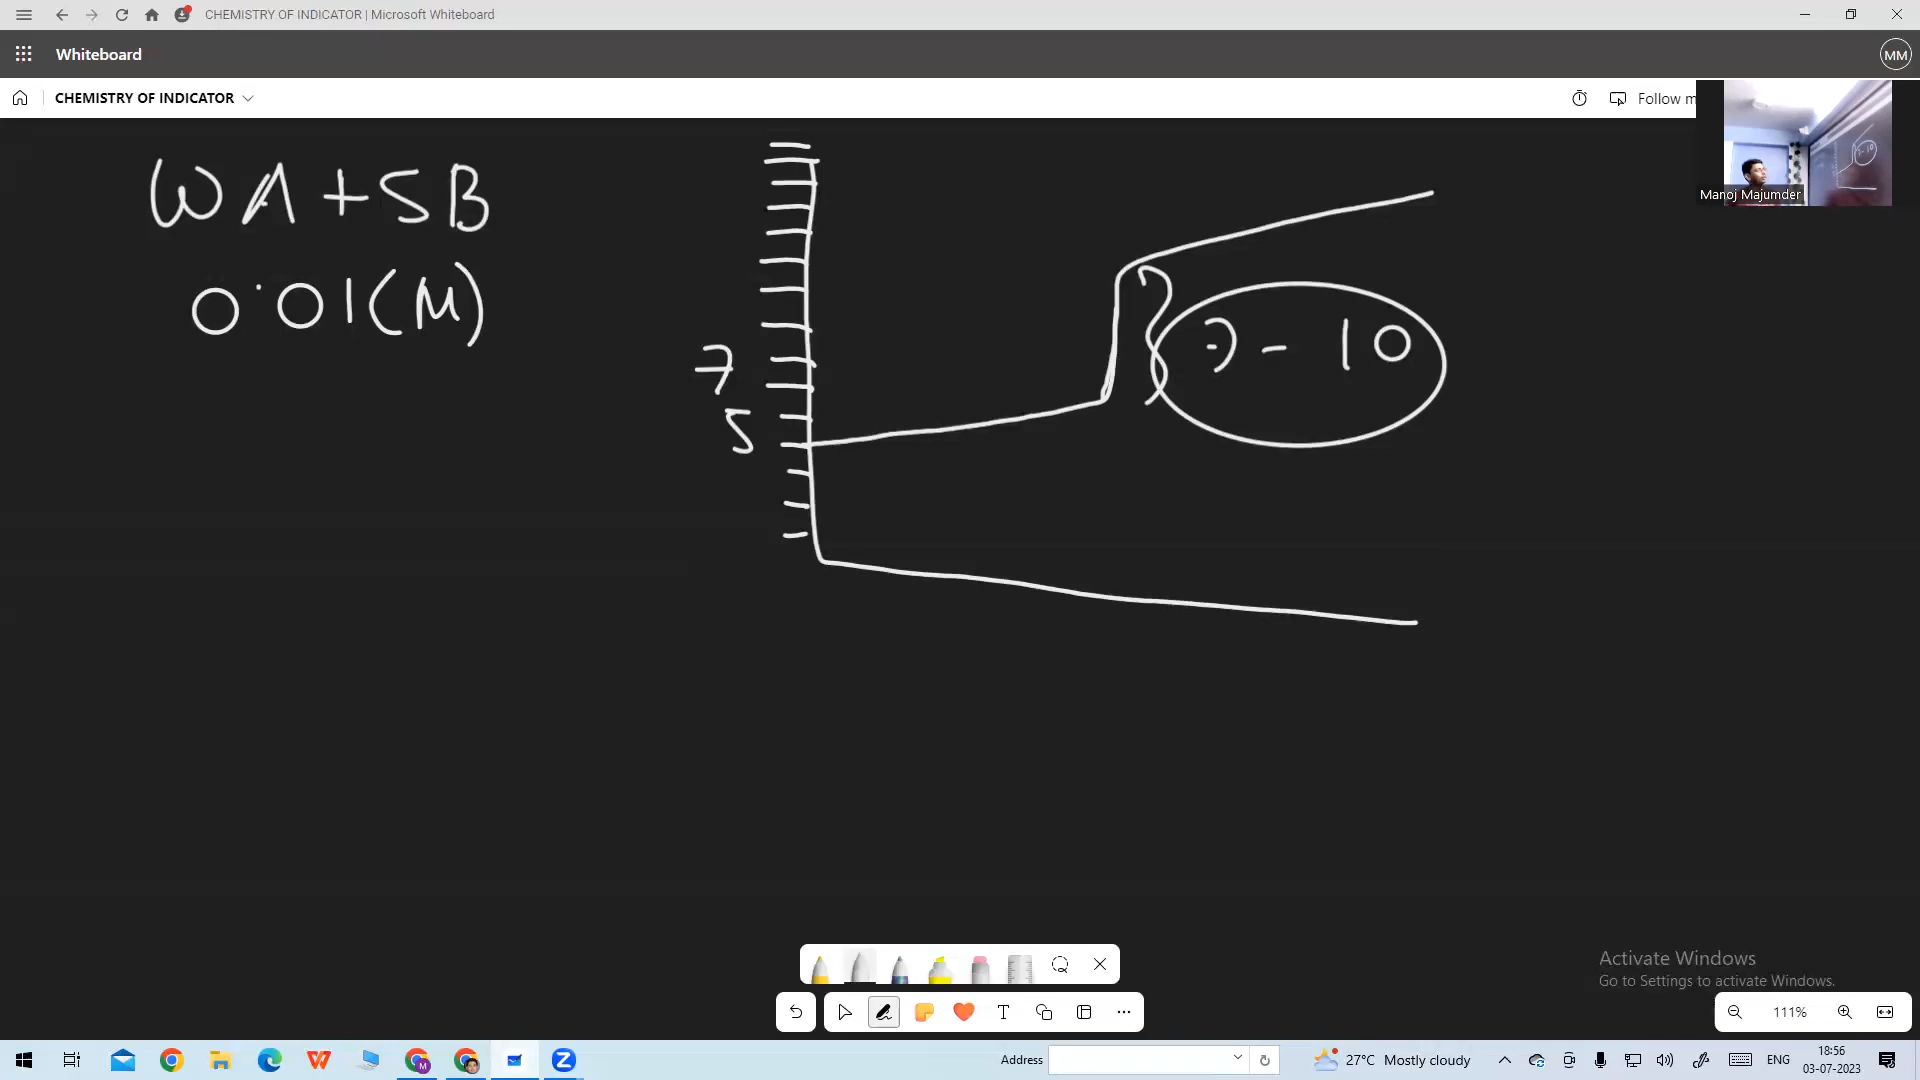 CHEMISTRY OF INDICATOR | Microsoft Whiteboard
Whiteboard
MM
CHEMISTRY OF INDICATOR
Follow m
Manoj Majumder
WA+SB
0.01(M)
7
5
7 - 10
Activate Windows
Go to Settings to activate Windows.
111%
Address
27°C Mostly cloudy
ENG
18:56
03-07-2023